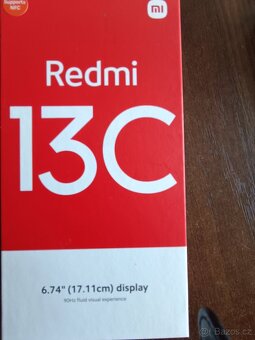 Supports
NFC
mi
Redmi
13C
6.74" (17.11cm) display
90Hz fluid visual experience
Bazos.cz